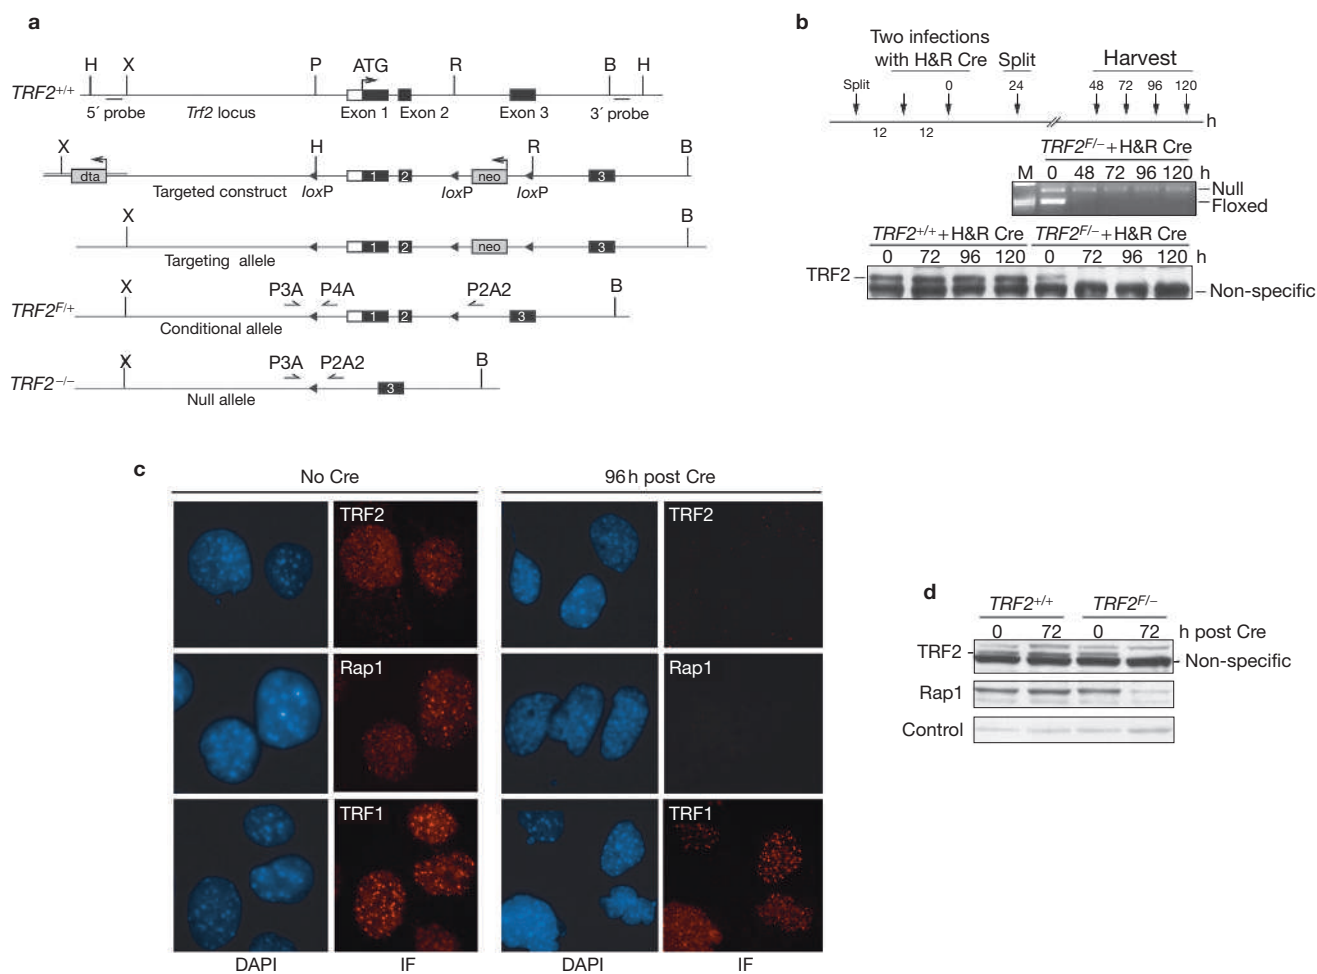 a
H X P ATG R B H
TRF2+/+
5′ probe Trf2 locus Exon 1 Exon 2 Exon 3 3′ probe
X H R B
dta 1 2 neo 3
Targeted construct loxP loxP loxP
X B
1 2 neo 3
Targeting allele
X P3A P4A P2A2 B
TRF2F/+
1 2 3
Conditional allele
X P3A P2A2 B
TRF2−/−
3
Null allele
b
Two infections
with H&R Cre Split Harvest
Split 0 24 48 72 96 120
h
12 12
TRF2F/− + H&R Cre
M 0 48 72 96 120 h
Null
Floxed
TRF2+/+ + H&R Cre TRF2F/− + H&R Cre
0 72 96 120 0 72 96 120 h
TRF2
Non-specific
c
No Cre 96 h post Cre
TRF2 TRF2
Rap1 Rap1
TRF1 TRF1
DAPI IF DAPI IF
d
TRF2+/+ TRF2F/−
0 72 0 72 h post Cre
TRF2
Non-specific
Rap1
Control